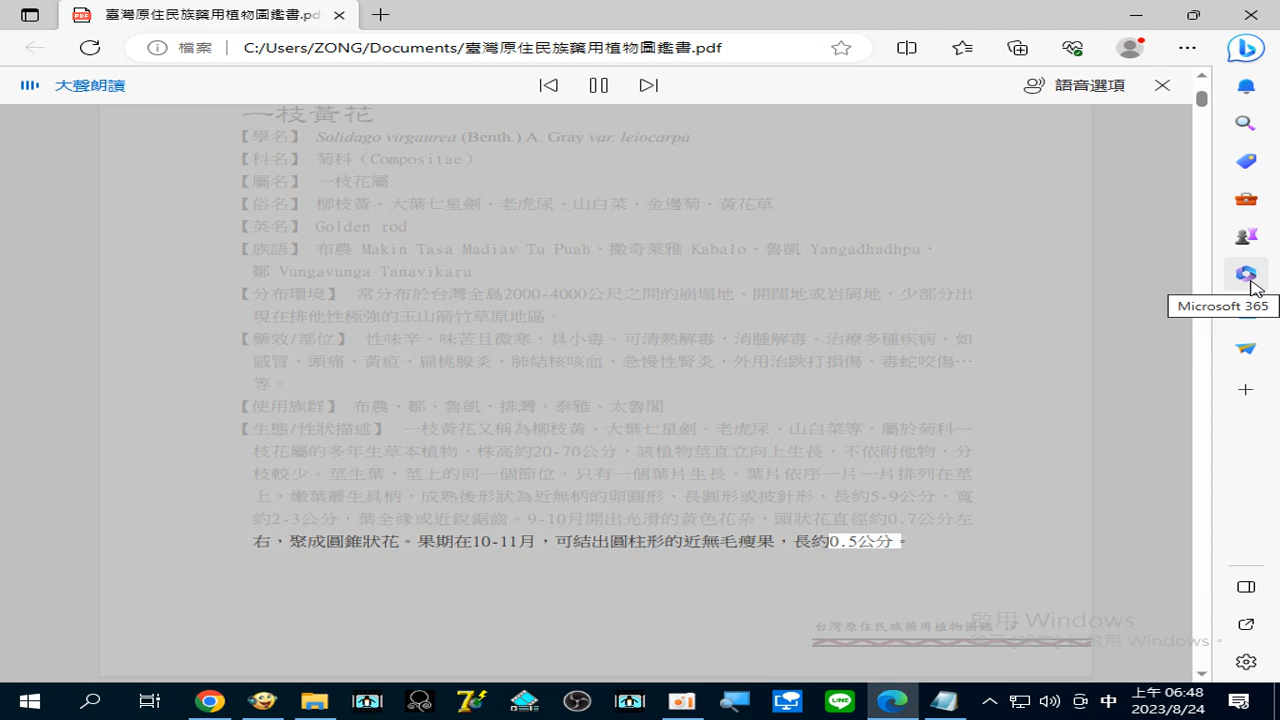 臺灣原住民族藥用植物圖鑑書.pd
檔案
C:/Users/ZONG/Documents/臺灣原住民族藥用植物圖鑑書.pdf
大聲朗讀
語音選項
一枝黃花
【學名】 Solidago virgaurea (Benth.) A. Gray var. leiocarpa
【科名】 菊科（Compositae）
【屬名】 一枝花屬
【俗名】 柳枝黃、大葉七星劍、老虎尿、山白菜、金邊菊、黃花草
【英名】 Golden rod
【族語】 布農 Makin Tasa Madiav Tu Puah、撒奇萊雅 Kabalo、魯凱 Yangadhadhpu、
鄒 Vungavunga Tanavikaru
【分布環境】 常分布於台灣全島2000-4000公尺之間的崩塌地、開闊地或岩屑地，少部分出
現在排他性極強的玉山箭竹草原地區。
【藥效/部位】 性味辛、味苦且微寒，具小毒。可清熱解毒，消腫解毒。治療多種疾病，如
感冒、頭痛、黃疸、扁桃腺炎、肺結核咳血、急慢性腎炎，外用治跌打損傷、毒蛇咬傷…
等。
【使用族群】 布農、鄒、魯凱、排灣、泰雅、太魯閣
【生態/性狀描述】 一枝黃花又稱為柳枝黃、大葉七星劍、老虎尿、山白菜等，屬於菊科一
枝花屬的多年生草本植物，株高約20-70公分，該植物莖直立向上生長，不依附他物，分
枝較少。莖生葉，莖上的同一個節位，只有一個葉片生長，葉片依序一片一片排列在莖
上，嫩葉叢生具柄，成熟後形狀為近無柄的卵圓形、長圓形或披針形，長約5-9公分，寬
約2-3公分，葉全緣或近銳鋸齒。9-10月開出光滑的黃色花朵，頭狀花直徑約0.7公分左
右，聚成圓錐狀花。果期在10-11月，可結出圓柱形的近無毛瘦果，長約0.5公分。
台灣原住民族藥用植物圖鑑
啟用 Windows
啟用 Windows。
Microsoft 365
中
上午 06:48
2023/8/24